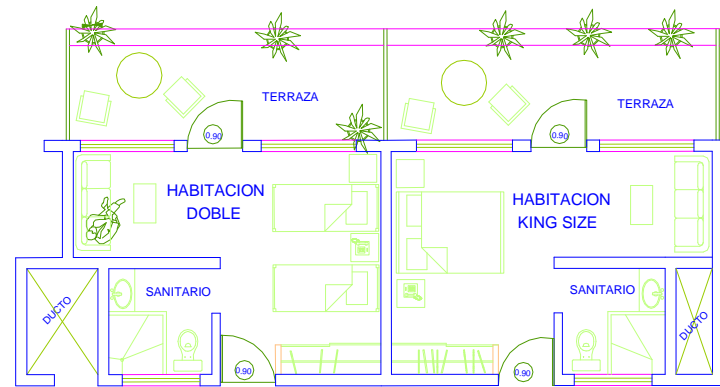 TERRAZA
TERRAZA
0.90
0.90
HABITACION
DOBLE
HABITACION
KING SIZE
SANITARIO
SANITARIO
DUCTO
DUCTO
0.90
0.90